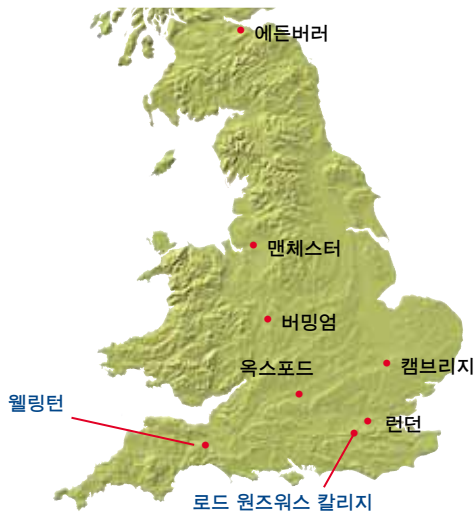 에든버러
맨체스터
버밍엄
옥스포드
캠브리지
웰링턴
런던
로드 원즈워스 칼리지